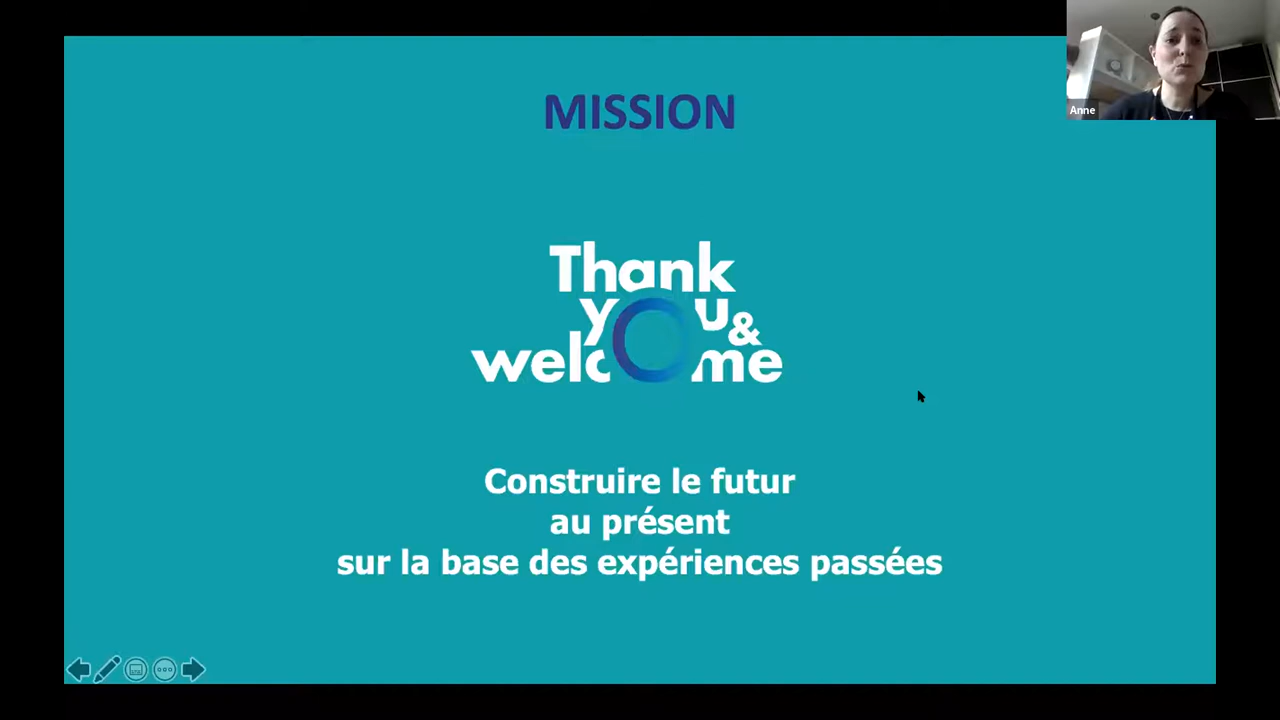 MISSION
Anne
Thank
you &
welcome
Construire le futur
au présent
sur la base des expériences passées